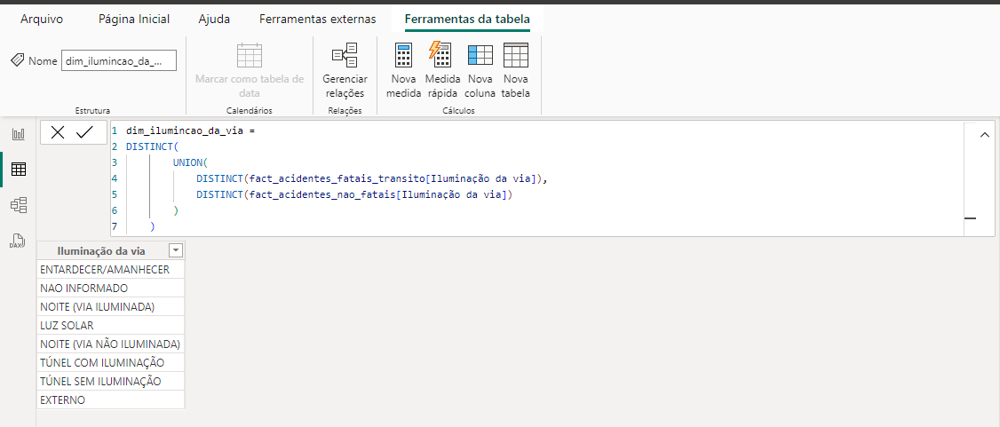 Arquivo Página Inicial Ajuda Ferramentas externas Ferramentas da tabela
Nome dim_ilumincao_da_...
Marcar como tabela de
data
Gerenciar
relações
Nova
medida
Medida
rápida
Nova
coluna
Nova
tabela
Estrutura Calendários Relações Cálculos
1 dim_ilumincao_da_via =
2 DISTINCT(
3 UNION(
4 DISTINCT(fact_acidentes_fatais_transito[Iluminação da via]),
5 DISTINCT(fact_acidentes_nao_fatais[Iluminação da via])
6 )
7 )
DAX
Iluminação da via
ENTARDECER/AMANHECER
NAO INFORMADO
NOITE (VIA ILUMINADA)
LUZ SOLAR
NOITE (VIA NÃO ILUMINADA)
TÚNEL COM ILUMINAÇÃO
TÚNEL SEM ILUMINAÇÃO
EXTERNO